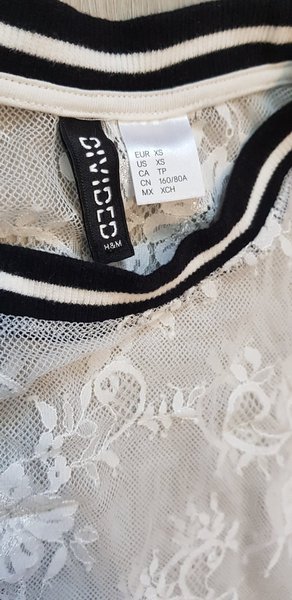 DIVIDED
H&M
EUR XS
US XS
CA TP
CN 160/80A
MX XCH